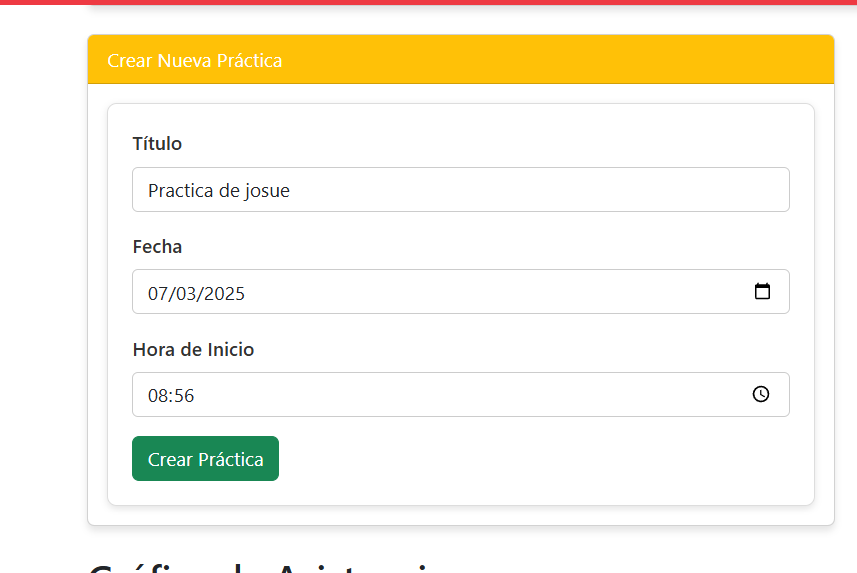 Crear Nueva Práctica
Título
Practica de josue
Fecha
07/03/2025
Hora de Inicio
08:56
Crear Práctica